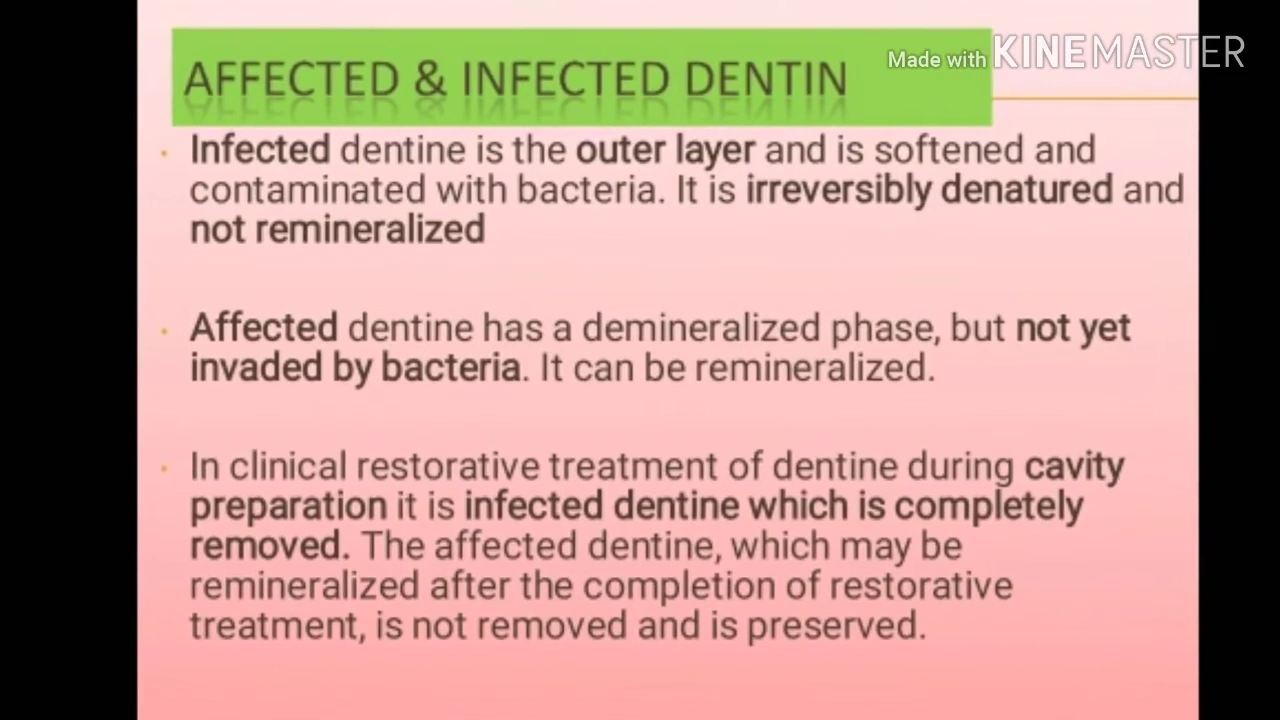 Made with KINEMASTER
AFFECTED & INFECTED DENTIN
Infected dentine is the outer layer and is softened and
contaminated with bacteria. It is irreversibly denatured and
not remineralized
Affected dentine has a demineralized phase, but not yet
invaded by bacteria. It can be remineralized.
In clinical restorative treatment of dentine during cavity
preparation it is infected dentine which is completely
removed. The affected dentine, which may be
remineralized after the completion of restorative
treatment, is not removed and is preserved.